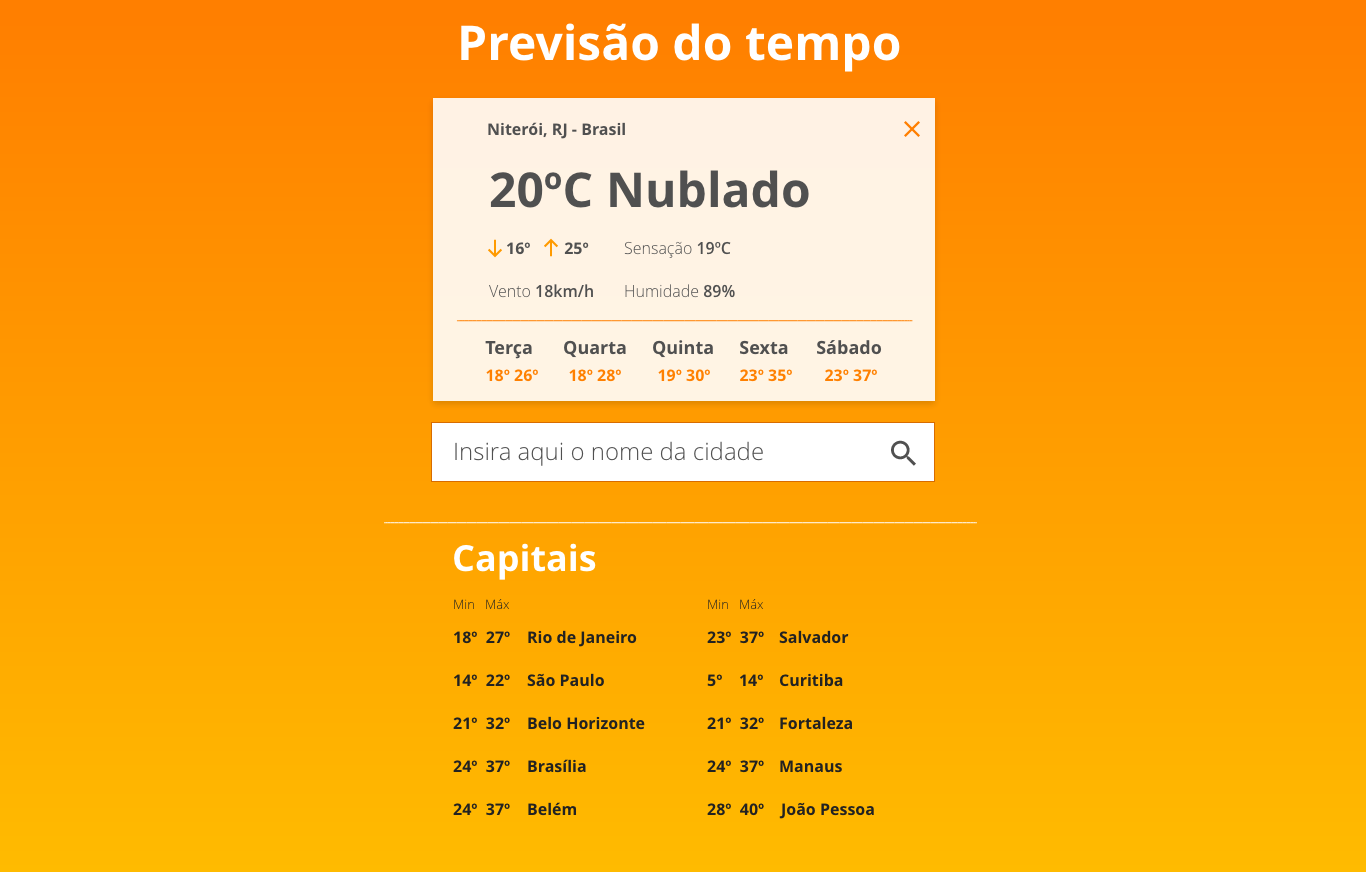 Previsão do tempo
Niterói, RJ - Brasil
20ºC Nublado
16º 25º Sensação 19ºC
Vento 18km/h Humidade 89%
Terça Quarta Quinta Sexta Sábado
18º 26º 18º 28º 19º 30º 23º 35º 23º 37º
Insira aqui o nome da cidade
Capitais
Min Máx Min Máx
18º 27º Rio de Janeiro 23º 37º Salvador
14º 22º São Paulo 5º 14º Curitiba
21º 32º Belo Horizonte 21º 32º Fortaleza
24º 37º Brasília 24º 37º Manaus
24º 37º Belém 28º 40º João Pessoa